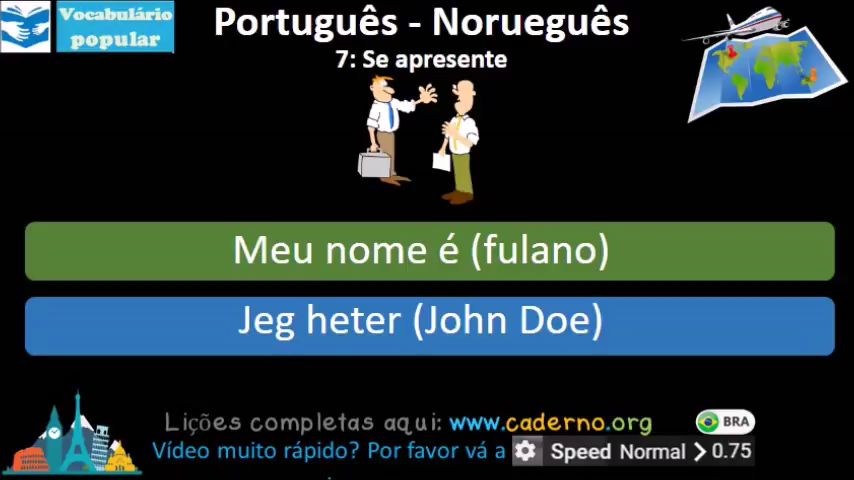 Vocabulário
popular
Português - Norueguês
7: Se apresente
Meu nome é (fulano)
Jeg heter (John Doe)
Lições completas aqui: www.caderno.org BRA
Vídeo muito rápido? Por favor vá a Speed Normal > 0.75